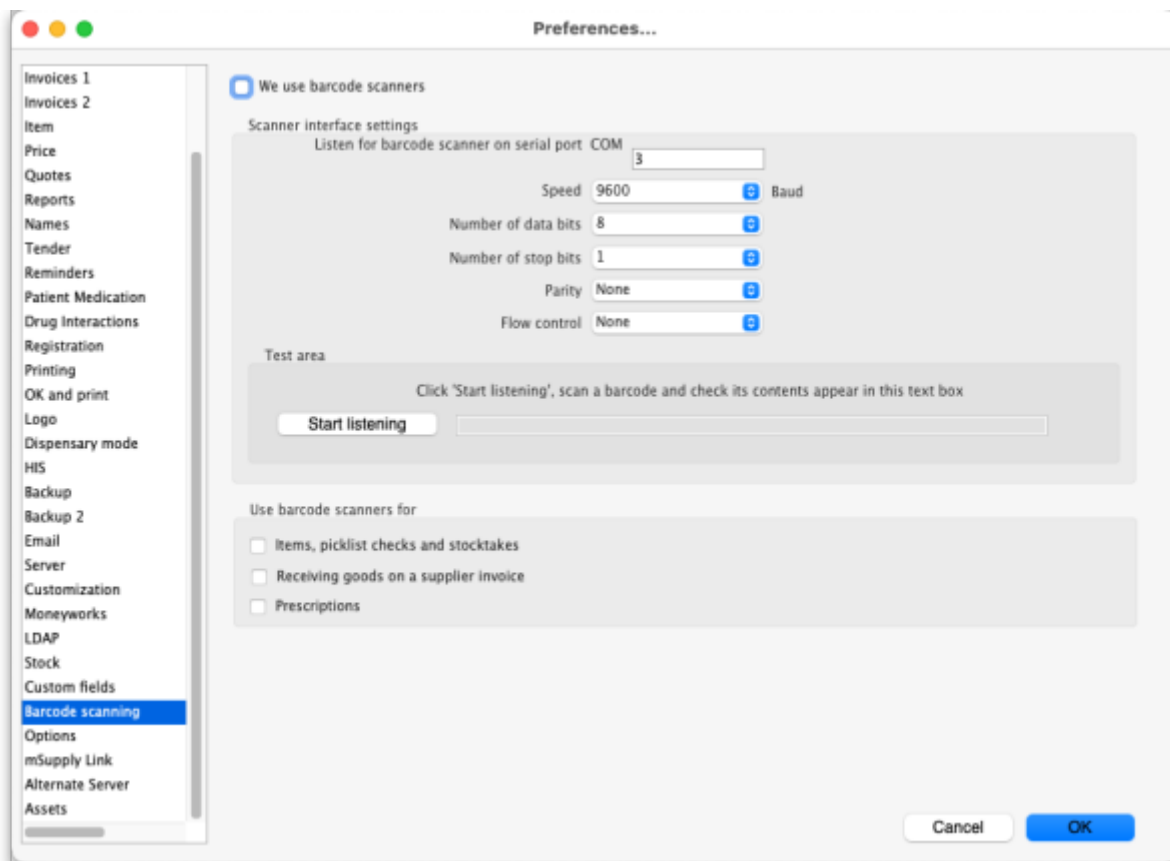 Preferences...
Invoices 1
Invoices 2
Item
Price
Quotes
Reports
Names
Tender
Reminders
Patient Medication
Drug Interactions
Registration
Printing
OK and print
Logo
Dispensary mode
HIS
Backup
Backup 2
Email
Server
Customization
Moneyworks
LDAP
Stock
Custom fields
Barcode scanning
Options
mSupply Link
Alternate Server
Assets
We use barcode scanners
Scanner interface settings
Listen for barcode scanner on serial port COM 3
Speed 9600 Baud
Number of data bits 8
Number of stop bits 1
Parity None
Flow control None
Test area
Click 'Start listening', scan a barcode and check its contents appear in this text box
Start listening
Use barcode scanners for
Items, picklist checks and stocktakes
Receiving goods on a supplier invoice
Prescriptions
Cancel OK